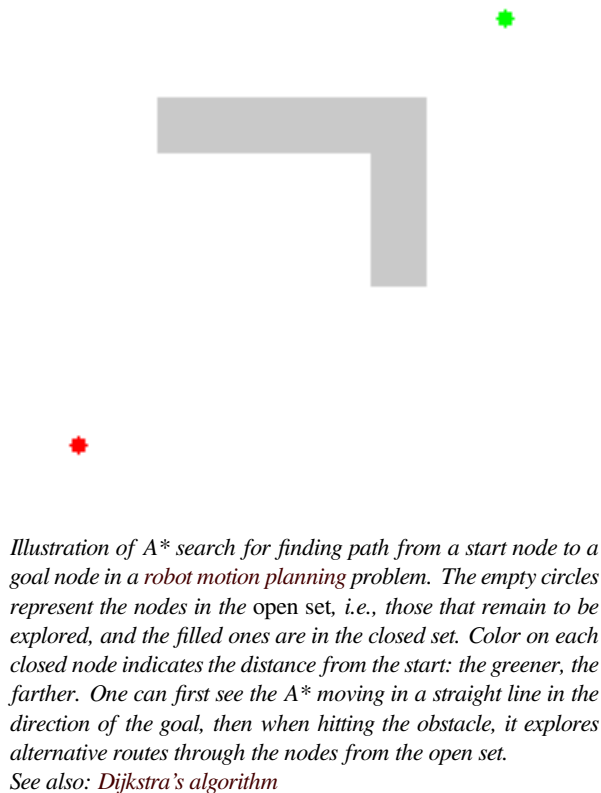 Illustration of A* search for finding path from a start node to a
goal node in a robot motion planning problem. The empty circles
represent the nodes in the open set, i.e., those that remain to be
explored, and the filled ones are in the closed set. Color on each
closed node indicates the distance from the start: the greener, the
farther. One can first see the A* moving in a straight line in the
direction of the goal, then when hitting the obstacle, it explores
alternative routes through the nodes from the open set.
See also: Dijkstra's algorithm